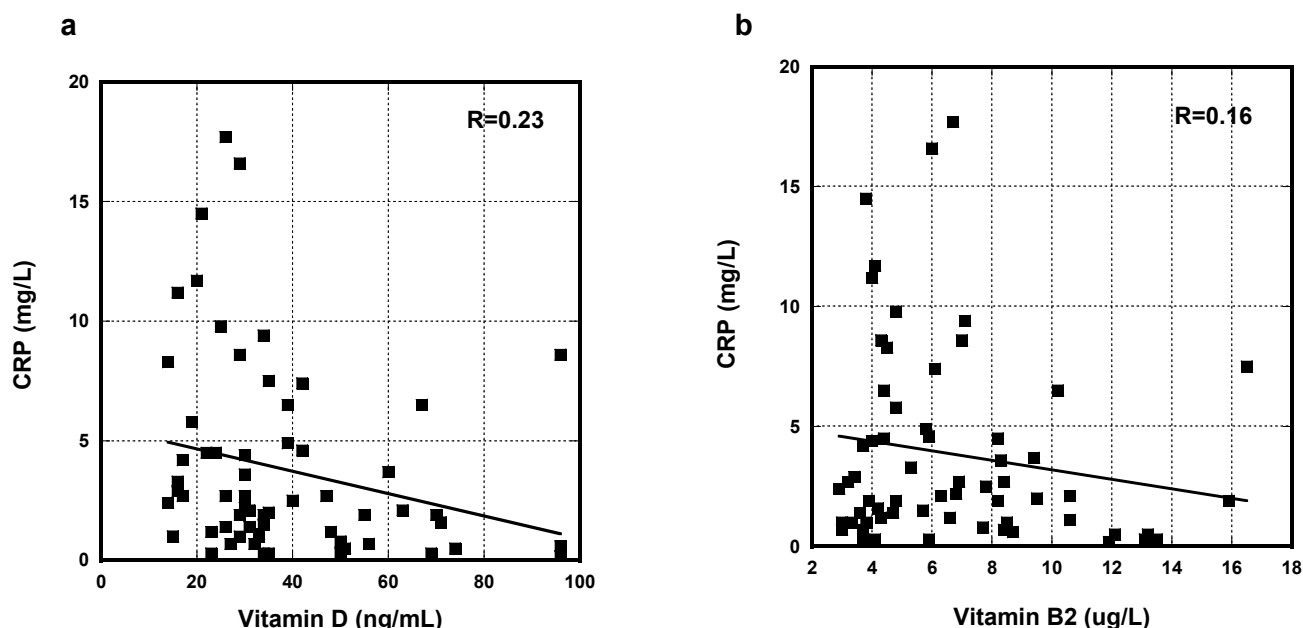 a
R=0.23
CRP (mg/L)
20
15
10
5
0
0 20 40 60 80 100
Vitamin D (ng/mL)
b
R=0.16
CRP (mg/L)
20
15
10
5
0
2 4 6 8 10 12 14 16 18
Vitamin B2 (ug/L)